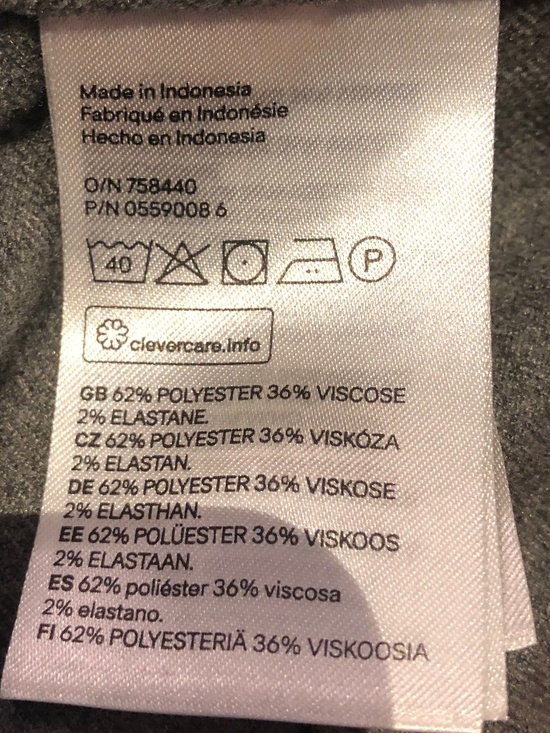 Made in Indonesia
Fabriqué en Indonésie
Hecho en Indonesia
O/N 758440
P/N 0559008 6
40 P
clevercare.info
GB 62% POLYESTER 36% VISCOSE
2% ELASTANE.
CZ 62% POLYESTER 36% VISKÓZA
2% ELASTAN.
DE 62% POLYESTER 36% VISKOSE
2% ELASTHAN.
EE 62% POLÜESTER 36% VISKOOS
2% ELASTAAN.
ES 62% poliéster 36% viscosa
2% elastano.
FI 62% POLYESTERIÄ 36% VISKOOSIA